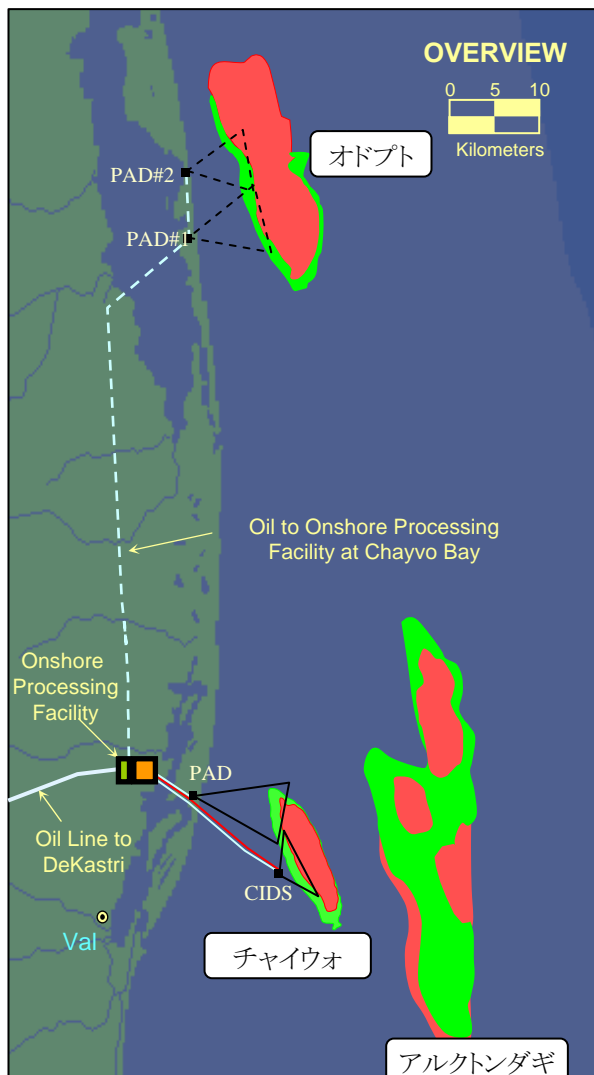 OVERVIEW
0 5 10
Kilometers
オドプト
PAD#2
PAD#1
Oil to Onshore Processing
Facility at Chayvo Bay
Onshore
Processing
Facility
PAD
Oil Line to
DeKastri
CIDS
Val
チャイウォ
アルクトンダギ